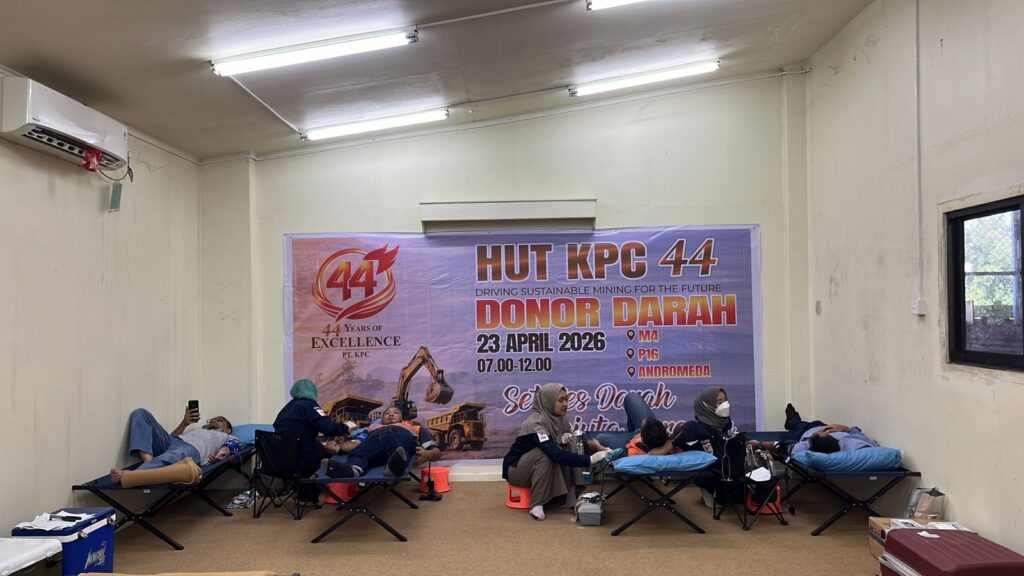 44
44 YEARS OF
EXCELLENCE
PT. KPC
HUT KPC 44
DRIVING SUSTAINABLE MINING FOR THE FUTURE
DONOR DARAH
23 APRIL 2026
07.00-12.00
M4
P16
ANDROMEDA
Darah